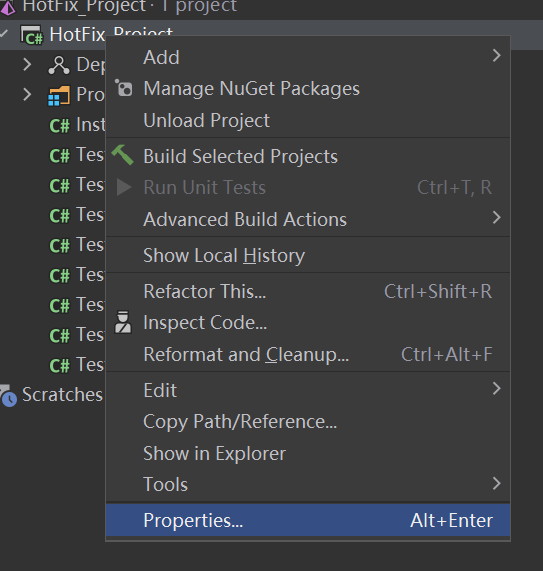 HotFix_Project · 1 project
HotFix_Project
Add
Manage NuGet Packages
Unload Project
Build Selected Projects
Run Unit Tests Ctrl+T, R
Advanced Build Actions
Show Local History
Refactor This... Ctrl+Shift+R
Inspect Code...
Reformat and Cleanup... Ctrl+Alt+F
Edit
Copy Path/Reference...
Show in Explorer
Tools
Properties... Alt+Enter
C#
Dep
Pro
C# Inst
C# Tes
C# Tes
C# Tes
C# Tes
C# Tes
C# Tes
C# Tes
C# Tes
Scratches